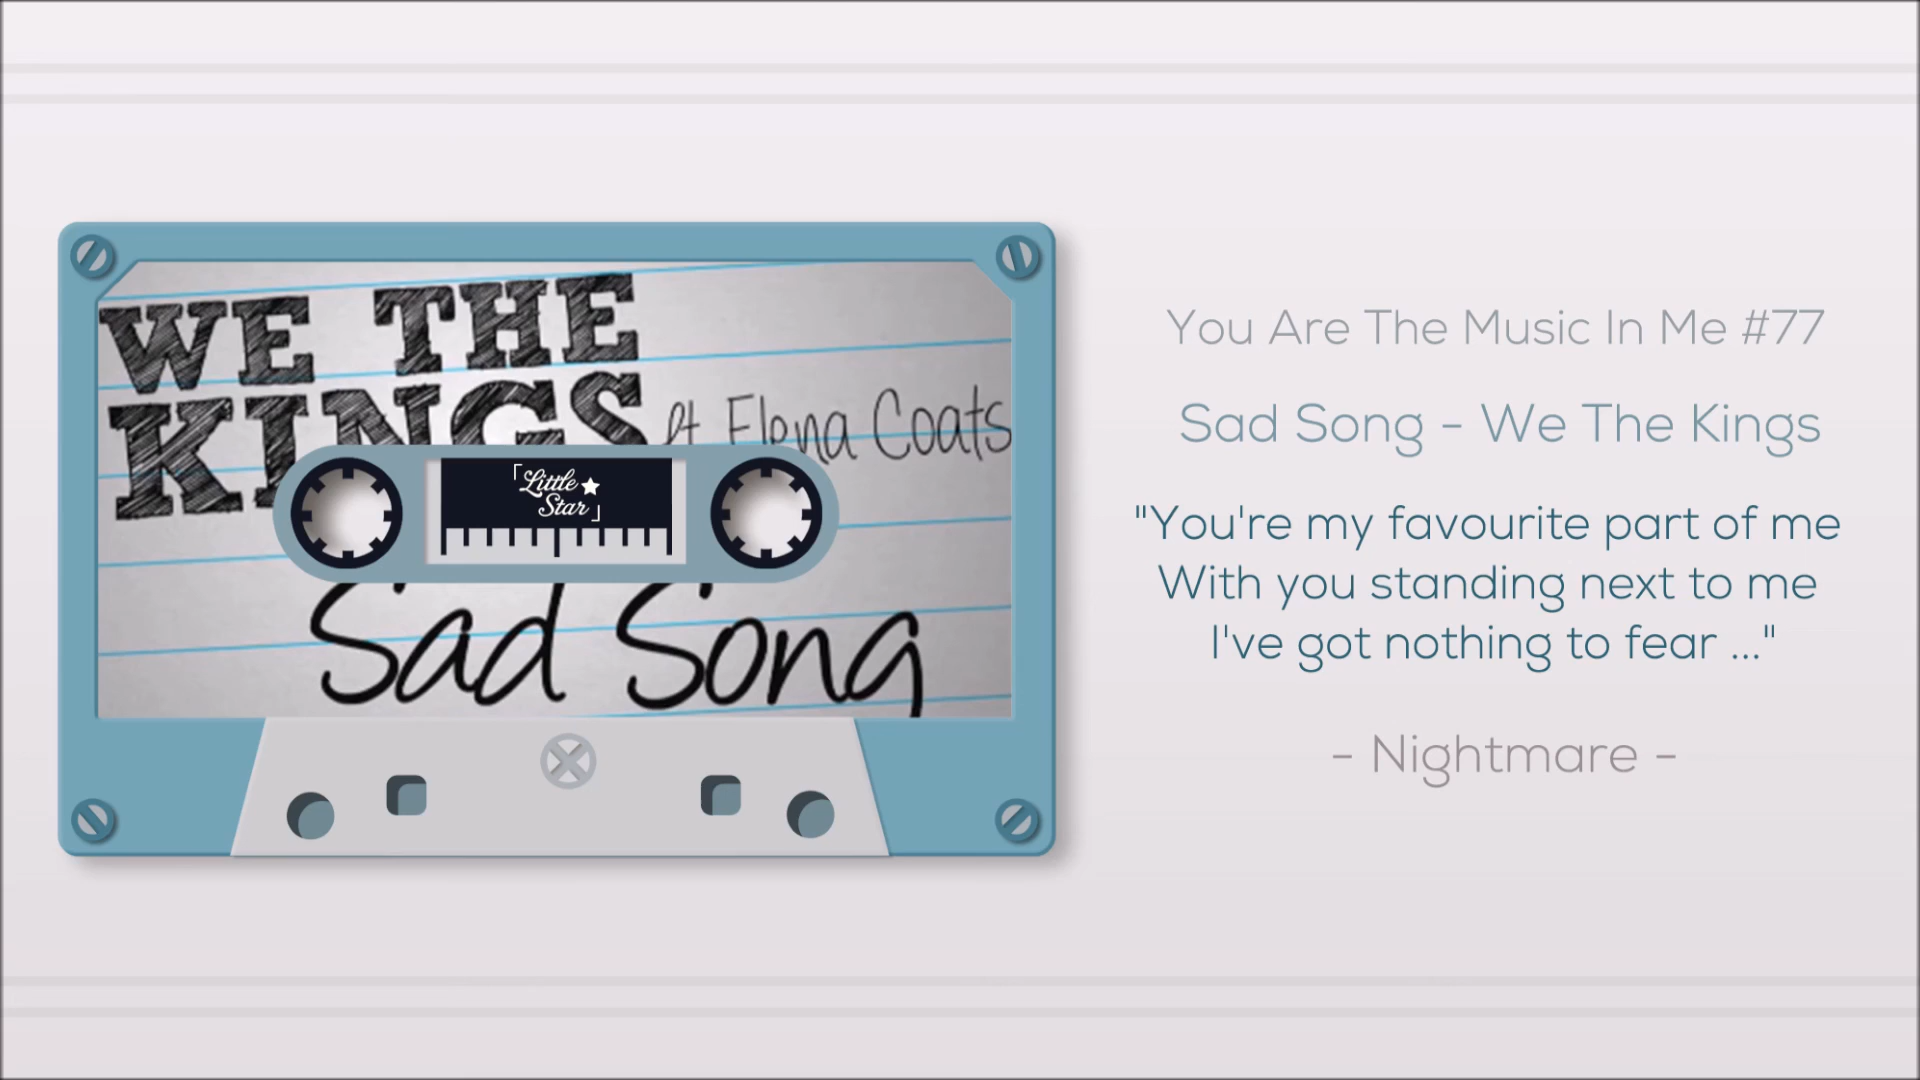 WE THE
KINGS ft Elena Coats
「Little
Star」
Sad Song
You Are The Music In Me #77
Sad Song - We The Kings
"You're my favourite part of me
With you standing next to me
I've got nothing to fear ..."
- Nightmare -